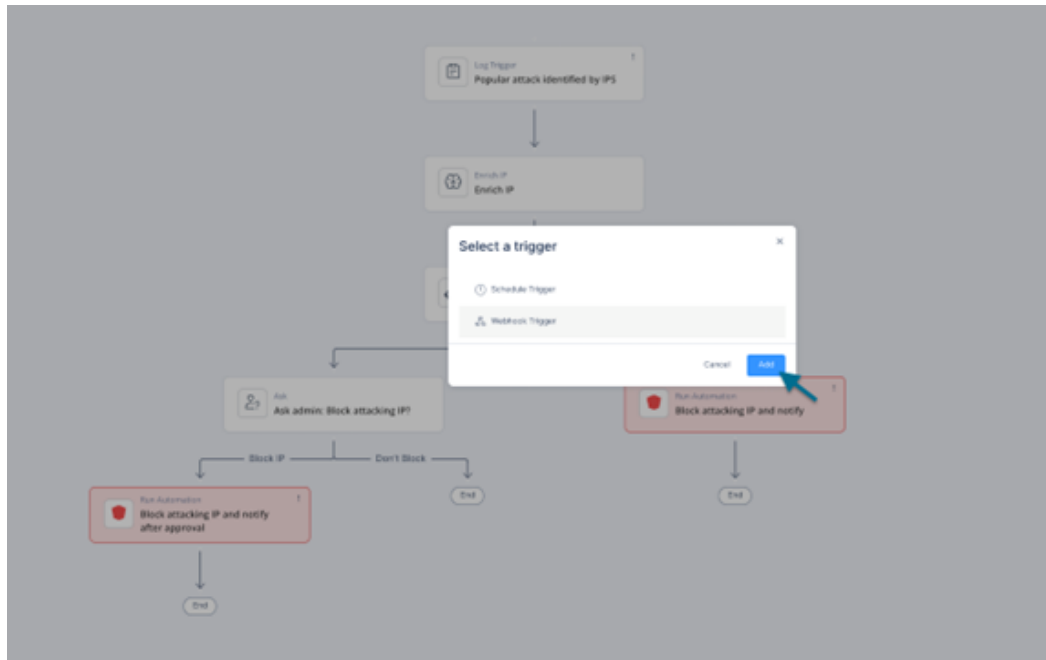 Log Trigger
Popular attack identified by IPS
Enrich IP
Enrich IP
Select a trigger
Schedule Trigger
Webhook Trigger
Cancel
Add
Ask
Ask admin: Block attacking IP?
Run Automation
Block attacking IP and notify
Block IP
Don't Block
End
End
Run Automation
Block attacking IP and notify
after approval
End